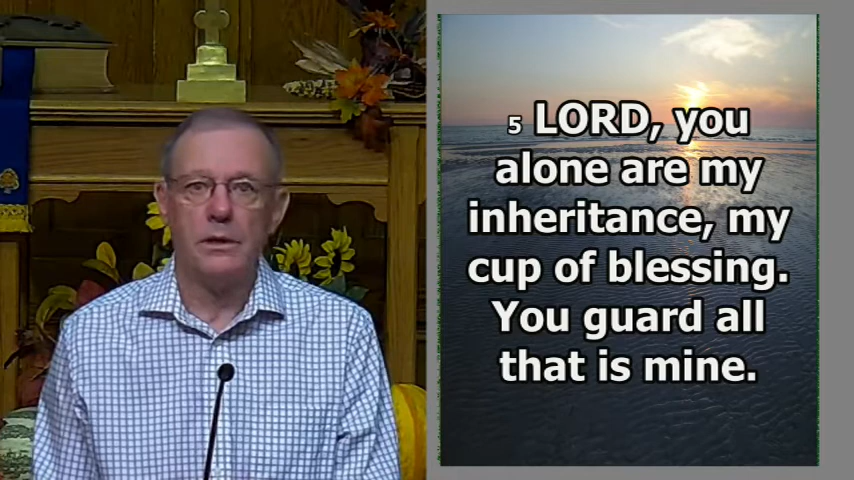 5 LORD, you
alone are my
inheritance, my
cup of blessing.
You guard all
that is mine.